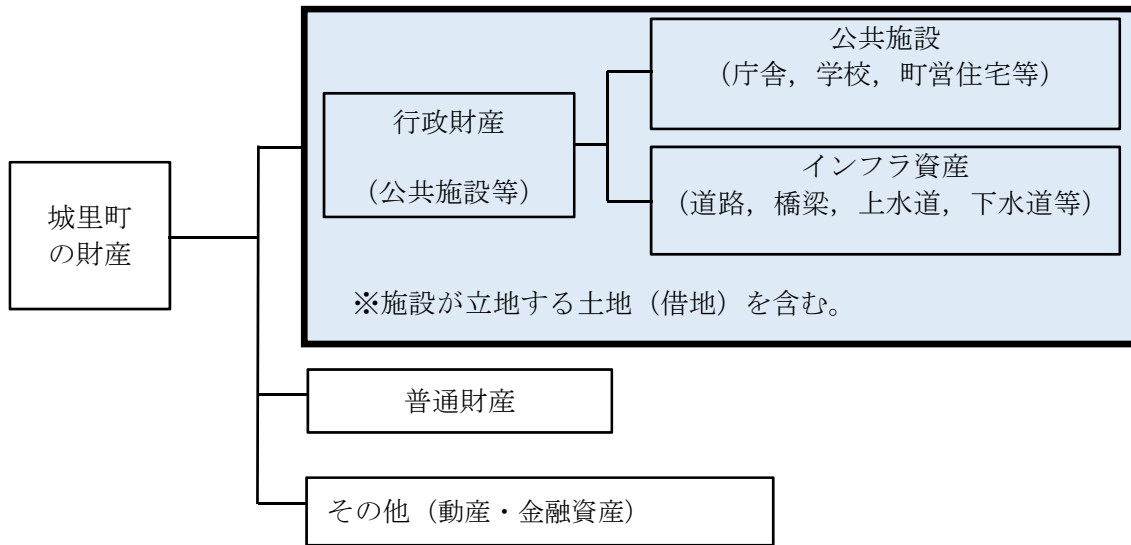 城里町
の財産
行政財産
（公共施設等）
公共施設
（庁舎，学校，町営住宅等）
インフラ資産
（道路，橋梁，上水道，下水道等）
※施設が立地する土地（借地）を含む。
普通財産
その他（動産・金融資産）